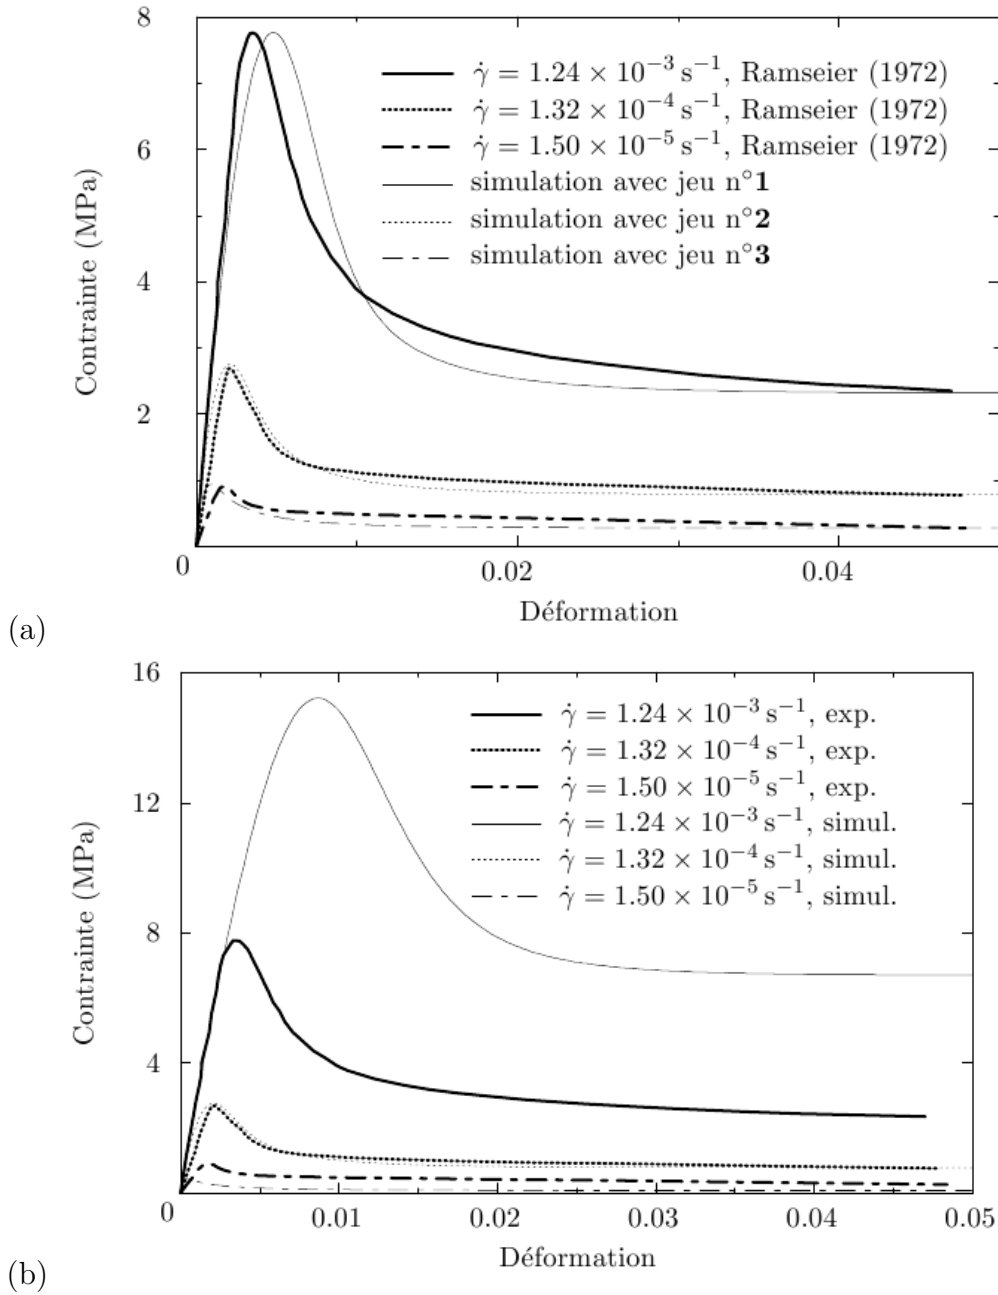 8
6
4
2
0
0.02
0.04
Contrainte (MPa)
Déformation
γ̇ = 1.24 × 10⁻³ s⁻¹, Ramseier (1972)
γ̇ = 1.32 × 10⁻⁴ s⁻¹, Ramseier (1972)
γ̇ = 1.50 × 10⁻⁵ s⁻¹, Ramseier (1972)
simulation avec jeu n°1
simulation avec jeu n°2
simulation avec jeu n°3
(a)
16
12
8
4
0
0.01
0.02
0.03
0.04
0.05
Contrainte (MPa)
Déformation
γ̇ = 1.24 × 10⁻³ s⁻¹, exp.
γ̇ = 1.32 × 10⁻⁴ s⁻¹, exp.
γ̇ = 1.50 × 10⁻⁵ s⁻¹, exp.
γ̇ = 1.24 × 10⁻³ s⁻¹, simul.
γ̇ = 1.32 × 10⁻⁴ s⁻¹, simul.
γ̇ = 1.50 × 10⁻⁵ s⁻¹, simul.
(b)